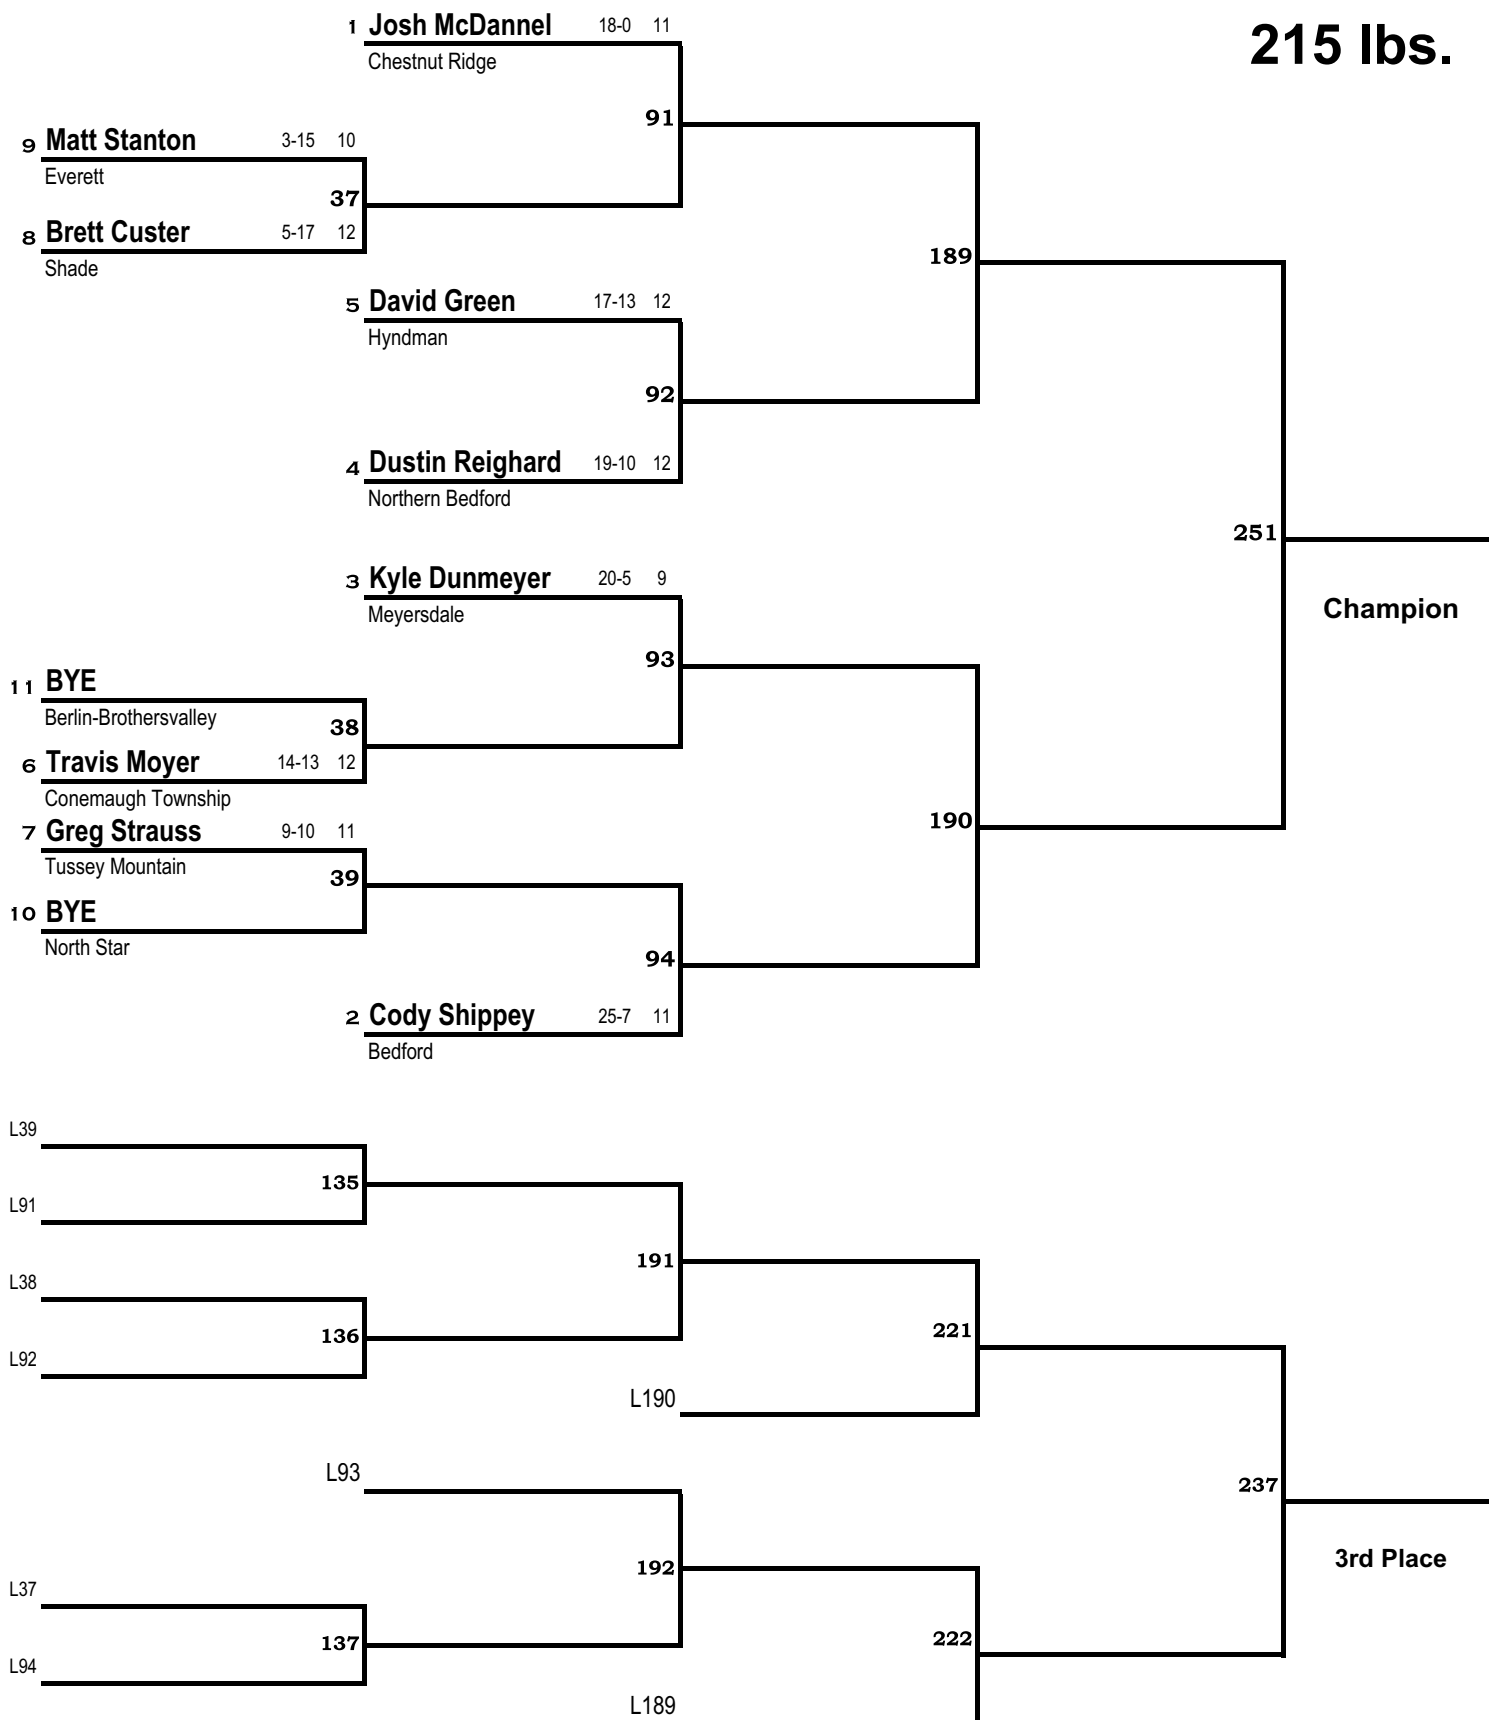 215 lbs.
1 Josh McDannel 18-0 11
Chestnut Ridge
91
9 Matt Stanton 3-15 10
Everett
37
8 Brett Custer 5-17 12
Shade
189
5 David Green 17-13 12
Hyndman
92
4 Dustin Reighard 19-10 12
Northern Bedford
251
Champion
3 Kyle Dunmeyer 20-5 9
Meyersdale
93
11 BYE
Berlin-Brothersvalley
38
6 Travis Moyer 14-13 12
Conemaugh Township
190
7 Greg Strauss 9-10 11
Tussey Mountain
39
10 BYE
North Star
94
2 Cody Shippey 25-7 11
Bedford
L39
135
L91
191
L38
136
L92
221
L190
L93
237
3rd Place
192
L37
137
L94
222
L189